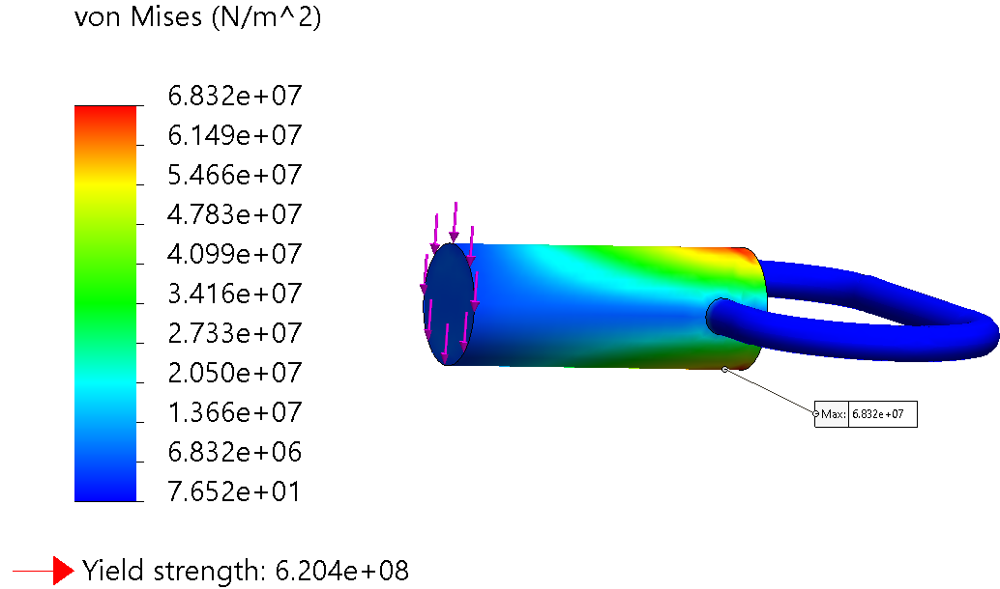 von Mises (N/m^2)
6.832e+07
6.149e+07
5.466e+07
4.783e+07
4.099e+07
3.416e+07
2.733e+07
2.050e+07
1.366e+07
6.832e+06
7.652e+01
Yield strength: 6.204e+08
Max: 6.832e+07